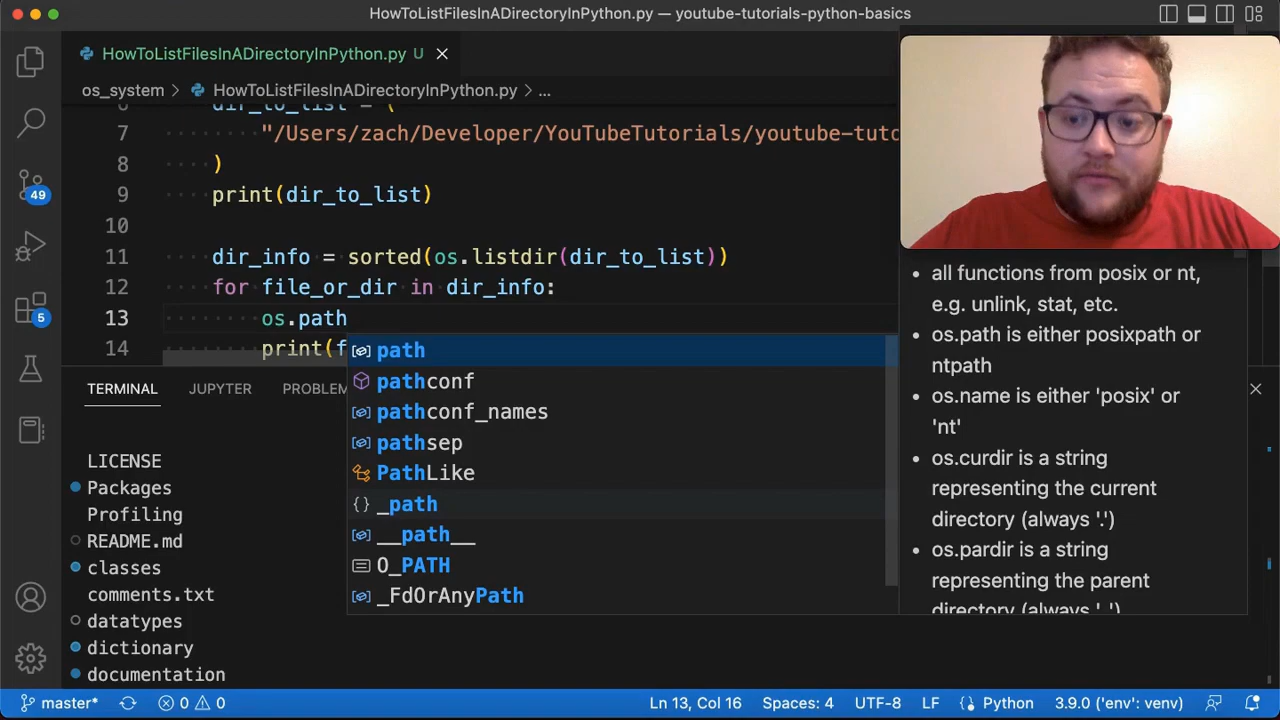 HowToListFilesInADirectoryInPython.py — youtube-tutorials-python-basics
HowToListFilesInADirectoryInPython.py U
os_system > HowToListFilesInADirectoryInPython.py > ...
7 "/Users/zach/Developer/YouTubeTutorials/youtube-tuto
8 )
9 print(dir_to_list)
10
11 dir_info = sorted(os.listdir(dir_to_list))
12 for file_or_dir in dir_info:
13 os.path
14 print(f
path
pathconf
pathconf_names
pathsep
PathLike
_path
__path__
O_PATH
_FdOrAnyPath
• all functions from posix or nt,
e.g. unlink, stat, etc.
• os.path is either posixpath or
ntpath
• os.name is either 'posix' or
'nt'
• os.curdir is a string
representing the current
directory (always '.')
• os.pardir is a string
representing the parent
directory (always '..')
TERMINAL JUPYTER PROBLEM
LICENSE
Packages
Profiling
README.md
classes
comments.txt
datatypes
dictionary
documentation
49
5
master* 0 0 Ln 13, Col 16 Spaces: 4 UTF-8 LF Python 3.9.0 ('env': venv)